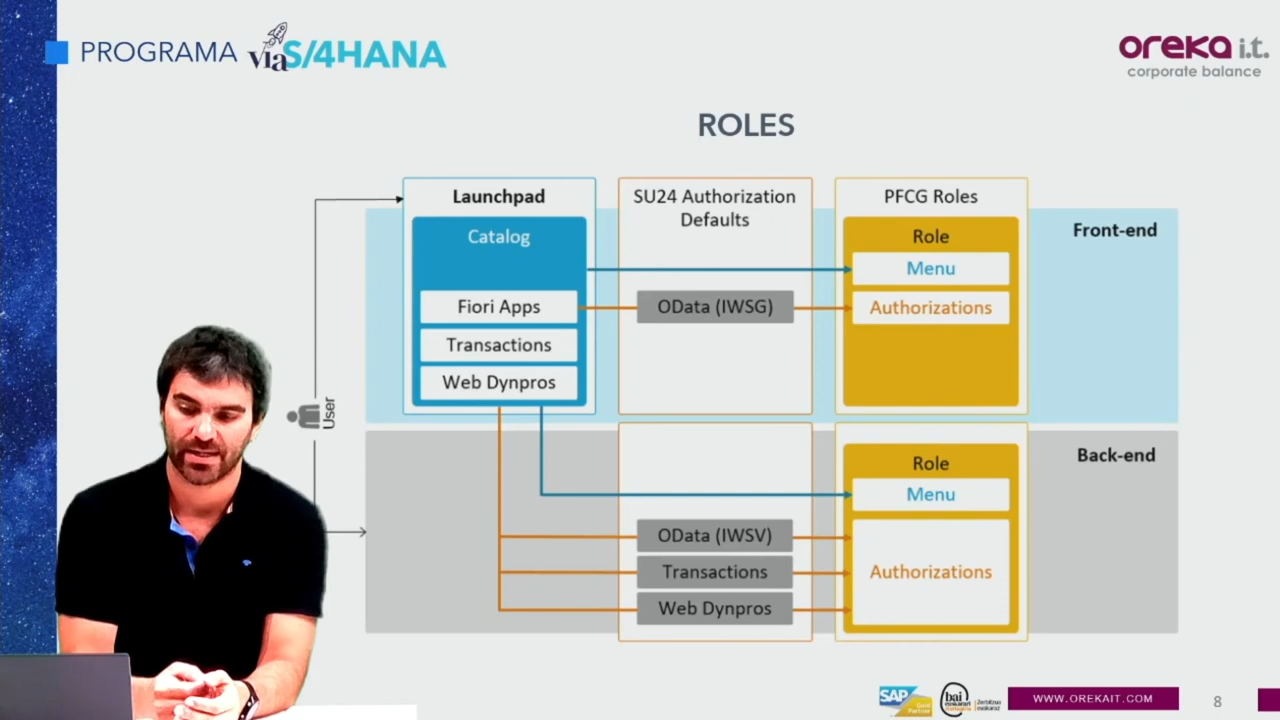 PROGRAMA vía S/4HANA
oreka i.t.
corporate balance
ROLES
Launchpad
Catalog
Fiori Apps
Transactions
Web Dynpros
SU24 Authorization
Defaults
OData (IWSG)
PFCG Roles
Role
Menu
Authorizations
Front-end
User
OData (IWSV)
Transactions
Web Dynpros
Role
Menu
Authorizations
Back-end
SAP
bai
WWW.OREKAIT.COM
8